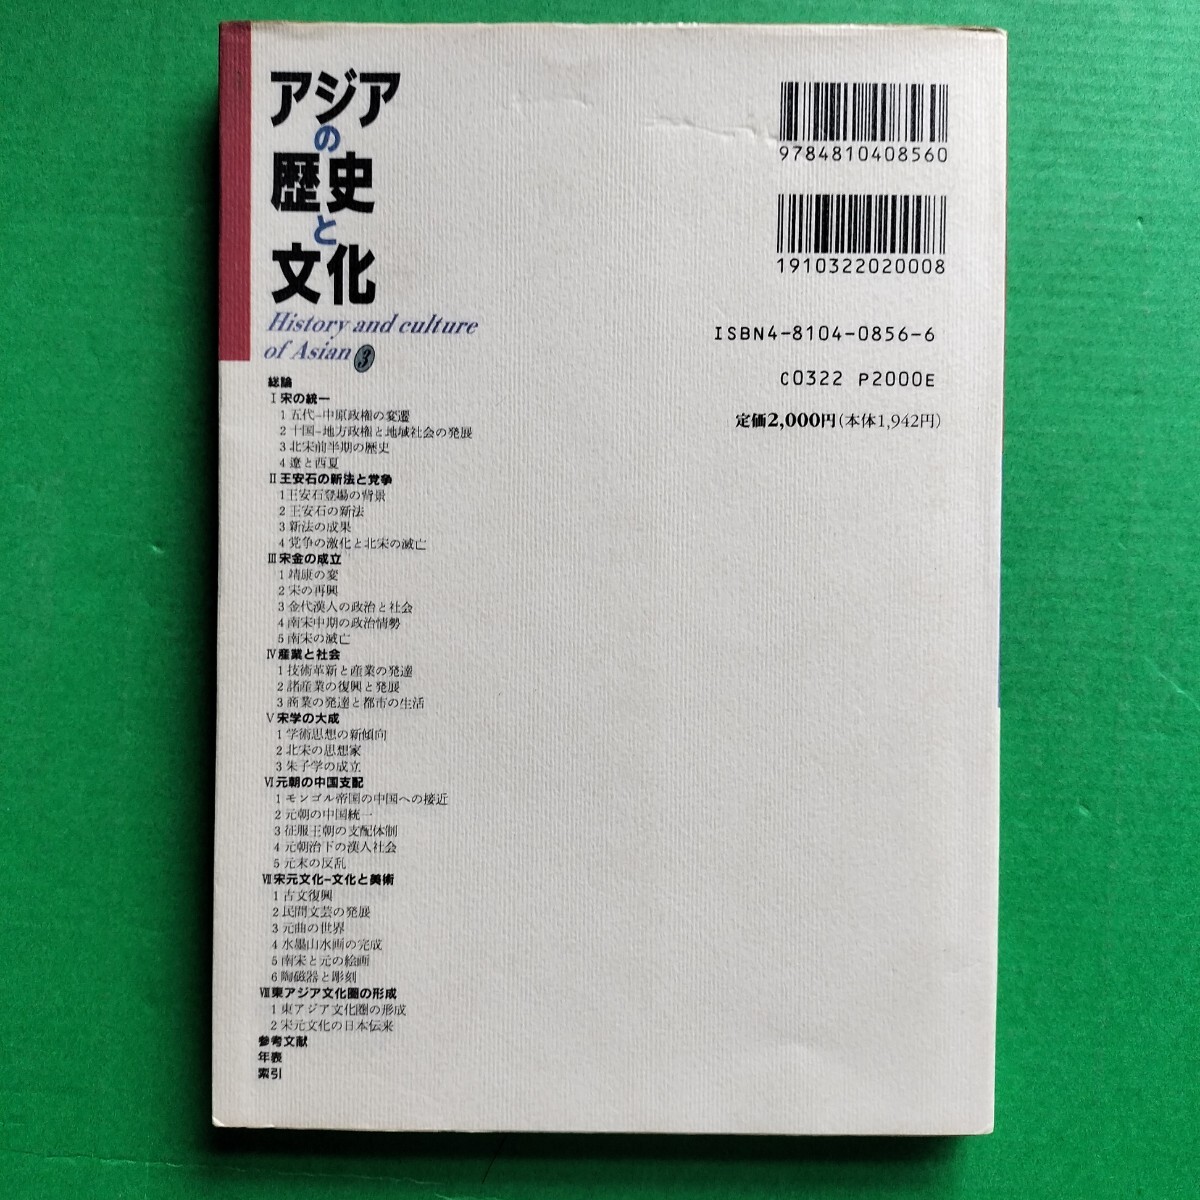 アジア
の
歴史
と
文化
History and culture
of Asian 3
総論
Ⅰ 宋の統一
1 五代−中原政権の変遷
2 十国−地方政権と地域社会の発展
3 北宋前半期の歴史
4 遼と西夏
Ⅱ 王安石の新法と党争
1 王安石登場の背景
2 王安石の新法
3 新法の成果
4 党争の激化と北宋の滅亡
Ⅲ 宋金の成立
1 靖康の変
2 宋の再興
3 金代漢人の政治と社会
4 南宋中期の政治情勢
5 南宋の滅亡
Ⅳ 産業と社会
1 技術革新と産業の発達
2 諸産業の復興と発展
3 商業の発達と都市の生活
Ⅴ 宋学の大成
1 学術思想の新傾向
2 北宋の思想家
3 朱子学の成立
Ⅵ 元朝の中国支配
1 モンゴル帝国の中国への接近
2 元朝の中国統一
3 征服王朝の支配体制
4 元朝治下の漢人社会
5 元末の反乱
Ⅶ 宋元文化−文化と美術
1 古文復興
2 民間文芸の発展
3 元曲の世界
4 水墨山水画の完成
5 南宋と元の絵画
6 陶磁器と彫刻
Ⅷ 東アジア文化圏の形成
1 東アジア文化圏の形成
2 宋元文化の日本伝来
参考文献
年表
索引
9784810408560
1910322020008
ISBN4-8104-0856-6
C0322 P2000E
定価2,000円(本体1,942円)